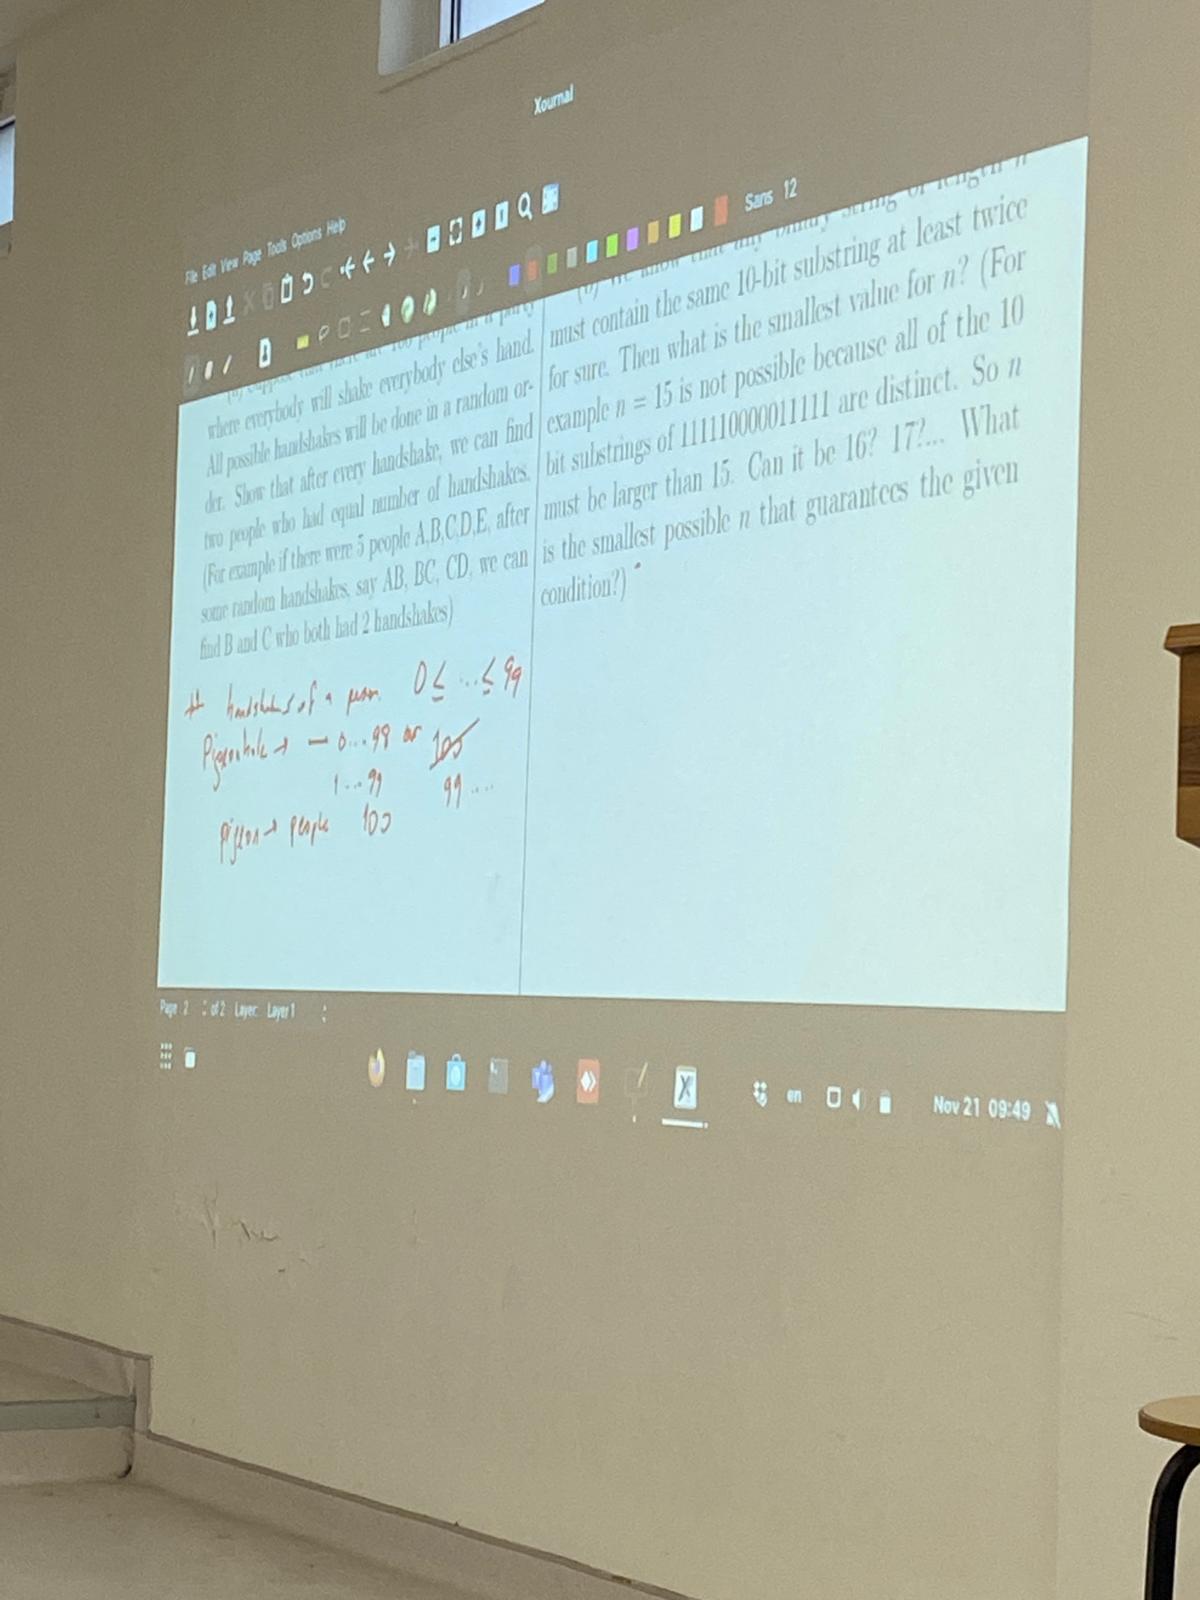 Xournal
File Edit View Page Tools Options Help
Sans 12
people in a party
where everybody will shake everybody else's hand.
All possible handshakes will be done in a random or-
der. Show that after every handshake, we can find
two people who had equal number of handshakes.
(For example if there were 5 people A,B,C,D,E, after
some random handshakes, say AB, BC, CD, we can
find B and C who both had 2 handshakes)
# handshakes of a person 0 ≤ ... ≤ 99
Pigeonhole → - 0...98 or 100
1...99 99 ....
Pigeon → people 100
(b) We know that any binary string of length n
must contain the same 10-bit substring at least twice
for sure. Then what is the smallest value for n? (For
example n = 15 is not possible because all of the 10
bit substrings of 111110000011111 are distinct. So n
must be larger than 15. Can it be 16? 17?... What
is the smallest possible n that guarantees the given
condition?)
Page 2 of 2 Layer: Layer 1
en
Nov 21 09:49